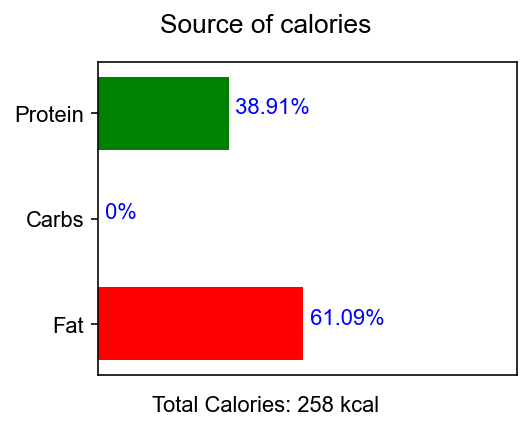 Source of calories
Protein
38.91%
Carbs
0%
Fat
61.09%
Total Calories: 258 kcal